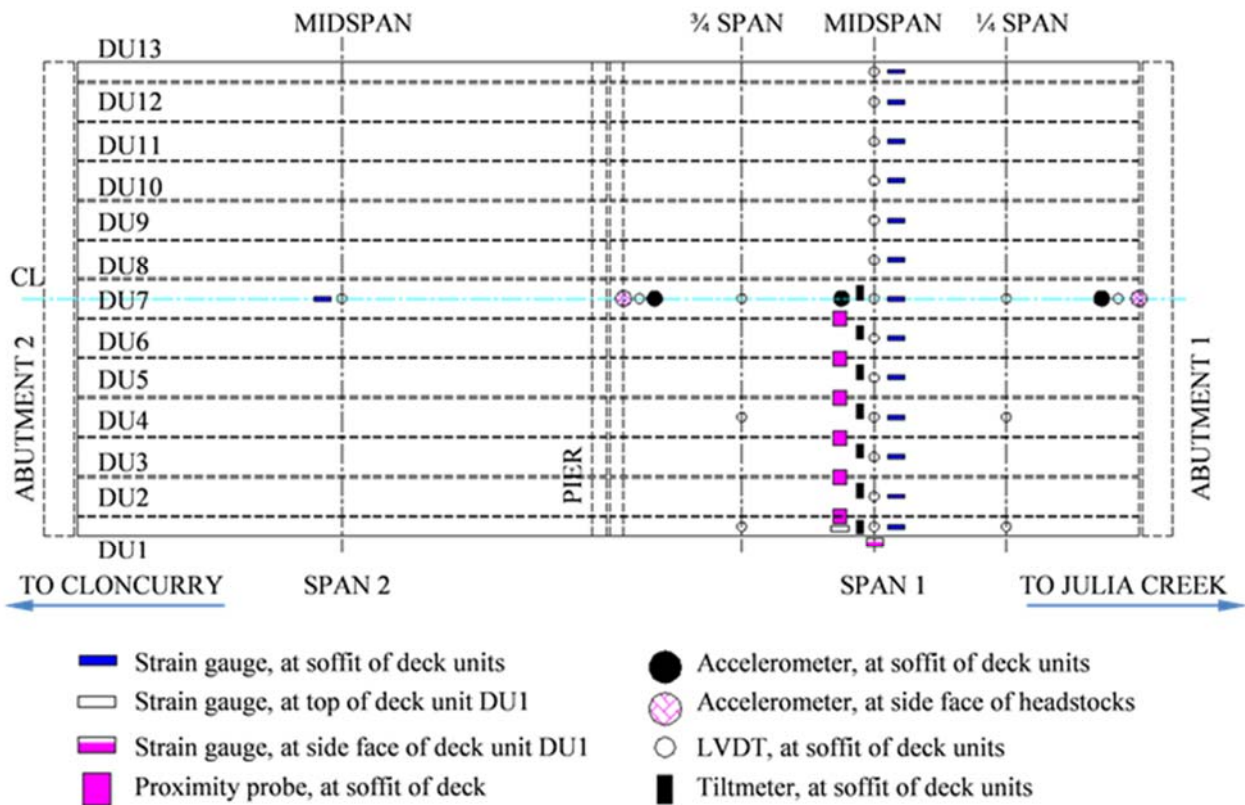 MIDSPAN ¾ SPAN MIDSPAN ¼ SPAN
DU13
DU12
DU11
DU10
DU9
DU8
CL
DU7
DU6
DU5
DU4
DU3
DU2
DU1
ABUTMENT 2
PIER
ABUTMENT 1
TO CLONCURRY SPAN 2 SPAN 1 TO JULIA CREEK
Strain gauge, at soffit of deck units
Strain gauge, at top of deck unit DU1
Strain gauge, at side face of deck unit DU1
Proximity probe, at soffit of deck
Accelerometer, at soffit of deck units
Accelerometer, at side face of headstocks
LVDT, at soffit of deck units
Tiltmeter, at soffit of deck units